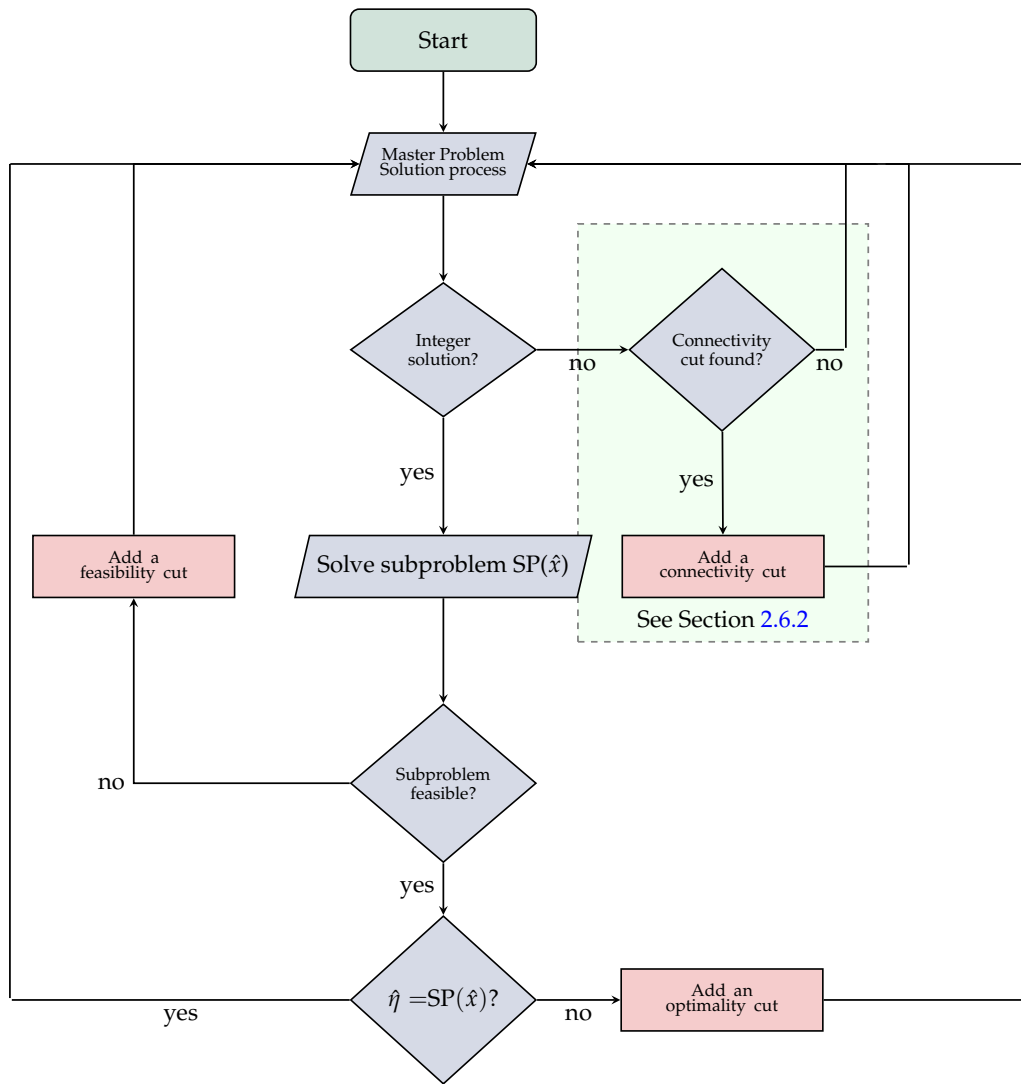 Start
Master Problem
Solution process
Integer
solution?
no
Connectivity
cut found?
no
yes
yes
Add a
feasibility cut
Solve subproblem SP(x̂)
Add a
connectivity cut
See Section 2.6.2
Subproblem
feasible?
no
yes
η̂ =SP(x̂)?
yes
no
Add an
optimality cut